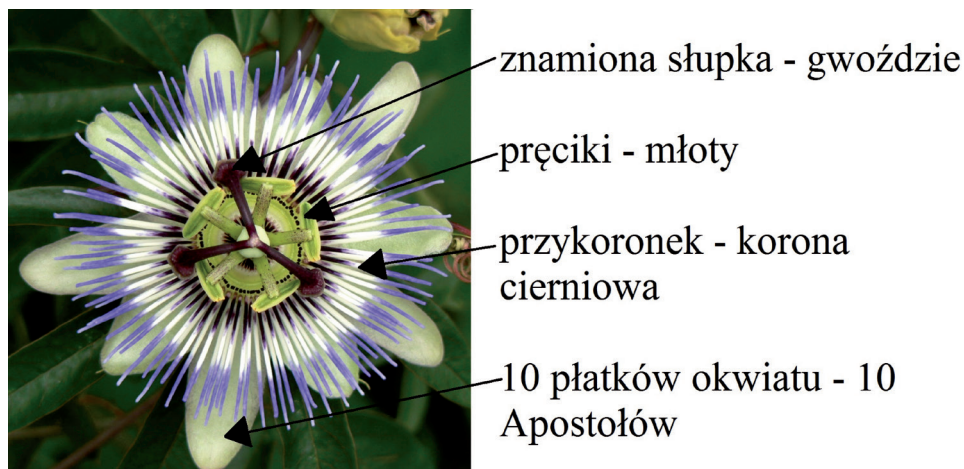 znamiona słupka - gwoździe
pręciki - młoty
przykoronek - korona
cierniowa
10 płatków okwiatu - 10
Apostołów